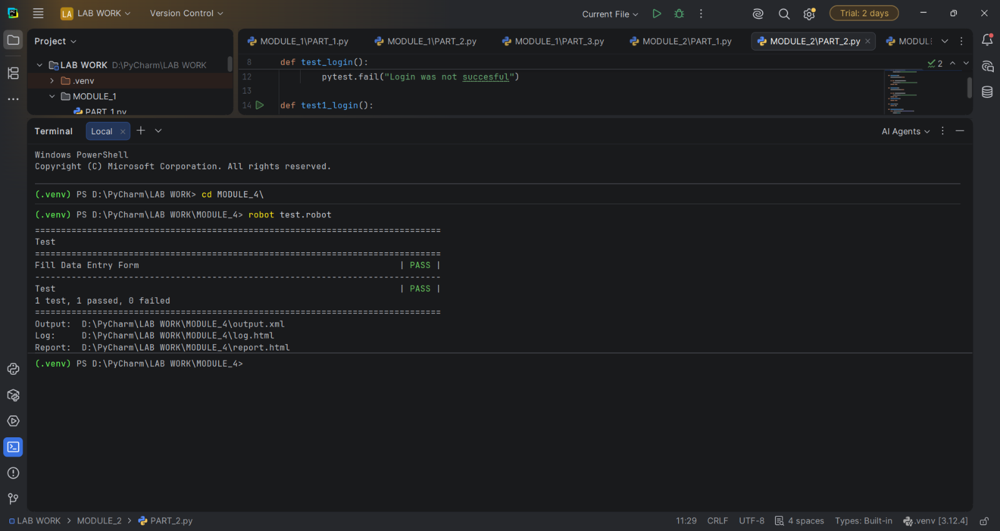 LA LAB WORK Version Control Current File Trial: 2 days
Project
MODULE_1\PART_1.py MODULE_1\PART_2.py MODULE_1\PART_3.py MODULE_2\PART_1.py MODULE_2\PART_2.py
LAB WORK D:\PyCharm\LAB WORK
.venv
MODULE_1
PART_1.py
8 def test_login(): 2
12 pytest.fail("Login was not succesful")
13
14 def test1_login():
Terminal Local AI Agents
Windows PowerShell
Copyright (C) Microsoft Corporation. All rights reserved.
(.venv) PS D:\PyCharm\LAB WORK> cd MODULE_4\
(.venv) PS D:\PyCharm\LAB WORK\MODULE_4> robot test.robot
==============================================================================
Test
==============================================================================
Fill Data Entry Form | PASS |
------------------------------------------------------------------------------
Test | PASS |
1 test, 1 passed, 0 failed
==============================================================================
Output: D:\PyCharm\LAB WORK\MODULE_4\output.xml
Log: D:\PyCharm\LAB WORK\MODULE_4\log.html
Report: D:\PyCharm\LAB WORK\MODULE_4\report.html
(.venv) PS D:\PyCharm\LAB WORK\MODULE_4>
LAB WORK > MODULE_2 > PART_2.py 11:29 CRLF UTF-8 4 spaces Types: Built-in .venv [3.12.4]